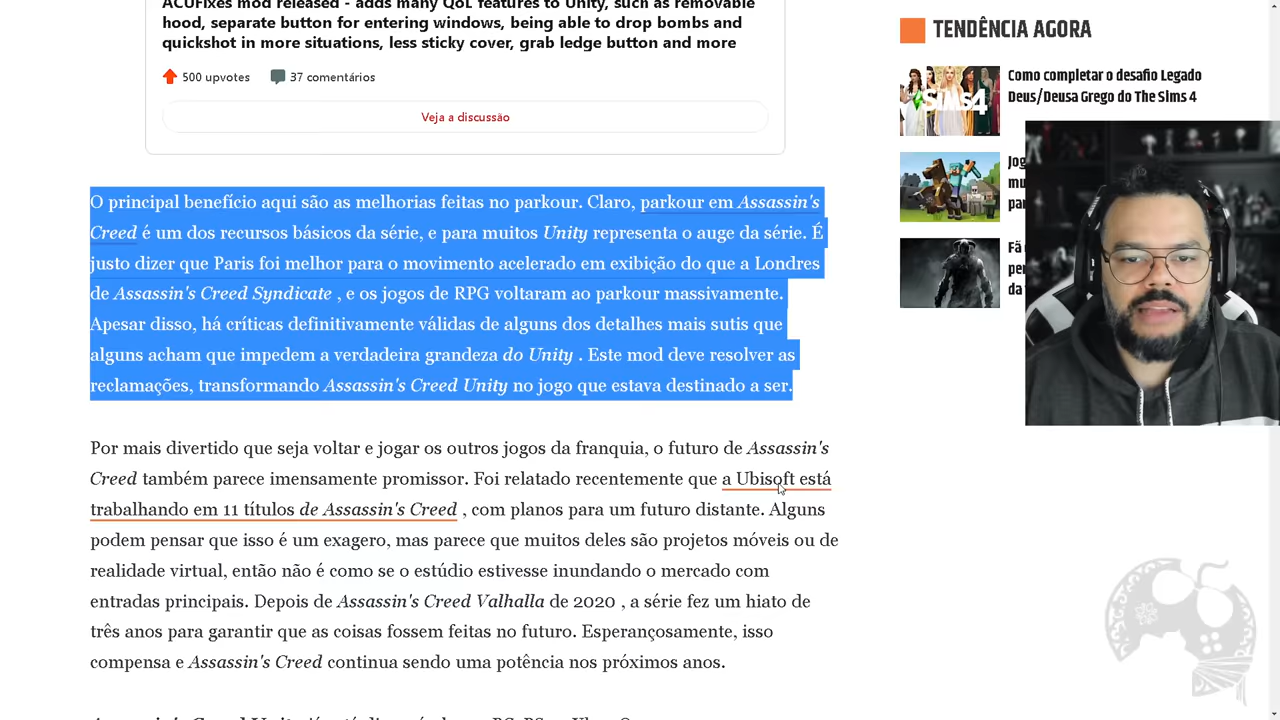 ACUFixes mod released - adds many QoL features to Unity, such as removable
hood, separate button for entering windows, being able to drop bombs and
quickshot in more situations, less sticky cover, grab ledge button and more
500 upvotes 37 comentários
Veja a discussão
O principal benefício aqui são as melhorias feitas no parkour. Claro, parkour em Assassin's
Creed é um dos recursos básicos da série, e para muitos Unity representa o auge da série. É
justo dizer que Paris foi melhor para o movimento acelerado em exibição do que a Londres
de Assassin's Creed Syndicate , e os jogos de RPG voltaram ao parkour massivamente.
Apesar disso, há críticas definitivamente válidas de alguns dos detalhes mais sutis que
alguns acham que impedem a verdadeira grandeza do Unity . Este mod deve resolver as
reclamações, transformando Assassin's Creed Unity no jogo que estava destinado a ser.
Por mais divertido que seja voltar e jogar os outros jogos da franquia, o futuro de Assassin's
Creed também parece imensamente promissor. Foi relatado recentemente que a Ubisoft está
trabalhando em 11 títulos de Assassin's Creed , com planos para um futuro distante. Alguns
podem pensar que isso é um exagero, mas parece que muitos deles são projetos móveis ou de
realidade virtual, então não é como se o estúdio estivesse inundando o mercado com
entradas principais. Depois de Assassin's Creed Valhalla de 2020 , a série fez um hiato de
três anos para garantir que as coisas fossem feitas no futuro. Esperançosamente, isso
compensa e Assassin's Creed continua sendo uma potência nos próximos anos.
TENDÊNCIA AGORA
SiMS4
Como completar o desafio Legado
Deus/Deusa Grego do The Sims 4